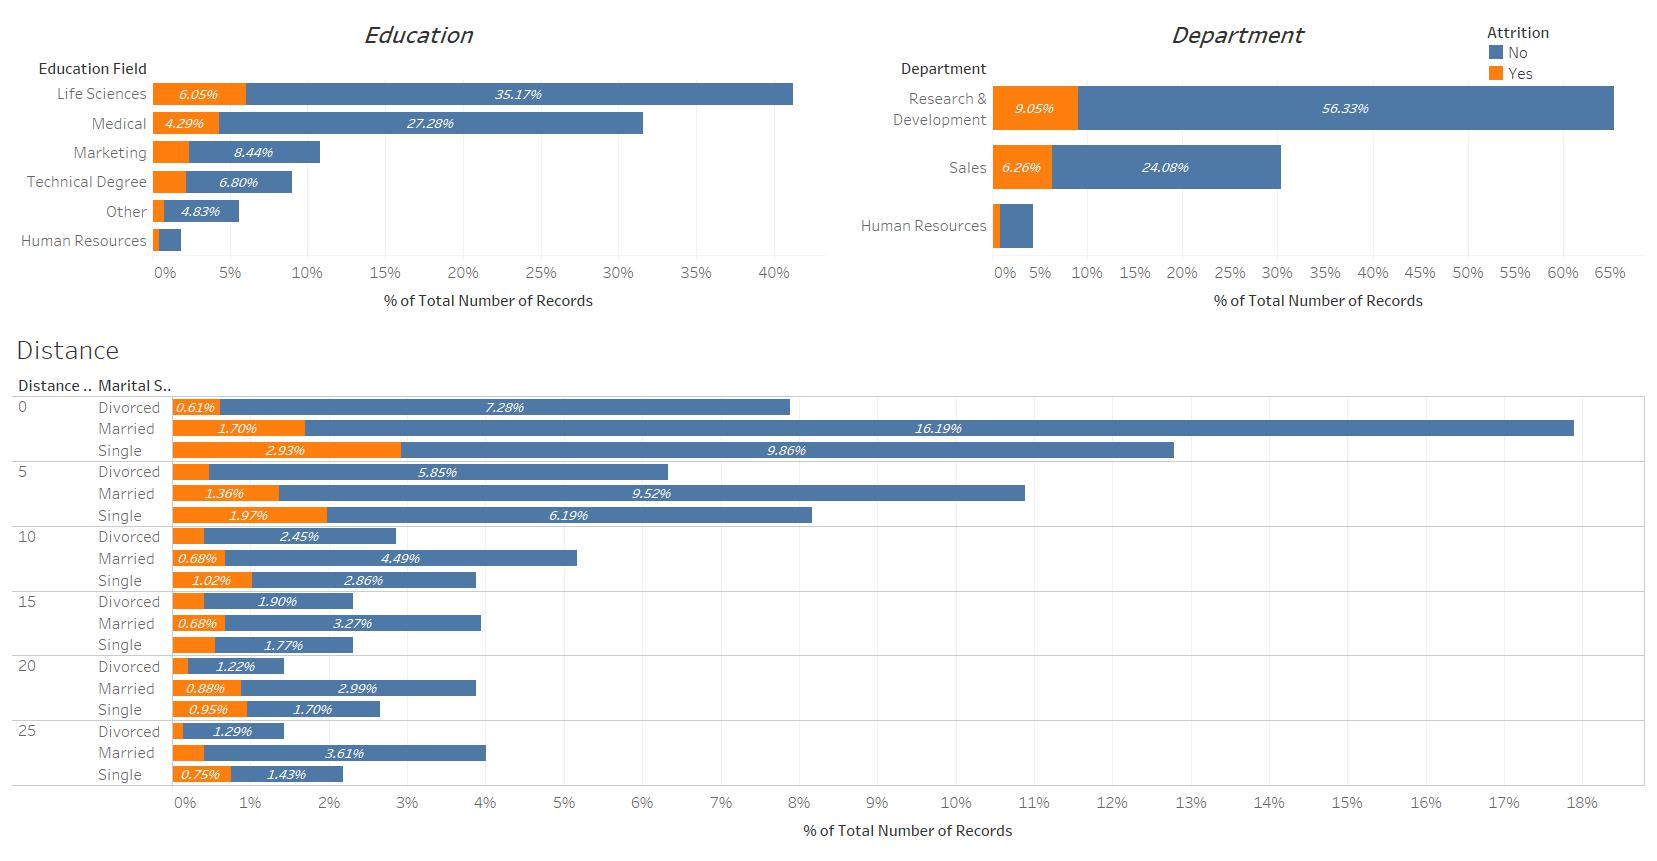 Education
Education Field
Life Sciences 6.05% 35.17%
Medical 4.29% 27.28%
Marketing 8.44%
Technical Degree 6.80%
Other 4.83%
Human Resources
0% 5% 10% 15% 20% 25% 30% 35% 40%
% of Total Number of Records
Department
Attrition
No
Yes
Department
Research &
Development
9.05% 56.33%
Sales 6.26% 24.08%
Human Resources
0% 5% 10% 15% 20% 25% 30% 35% 40% 45% 50% 55% 60% 65%
% of Total Number of Records
Distance
Distance .. Marital S..
0 Divorced 0.61% 7.28%
Married 1.70% 16.19%
Single 2.93% 9.86%
5 Divorced 5.85%
Married 1.36% 9.52%
Single 1.97% 6.19%
10 Divorced 2.45%
Married 0.68% 4.49%
Single 1.02% 2.86%
15 Divorced 1.90%
Married 0.68% 3.27%
Single 1.77%
20 Divorced 1.22%
Married 0.88% 2.99%
Single 0.95% 1.70%
25 Divorced 1.29%
Married 3.61%
Single 0.75% 1.43%
0% 1% 2% 3% 4% 5% 6% 7% 8% 9% 10% 11% 12% 13% 14% 15% 16% 17% 18%
% of Total Number of Records